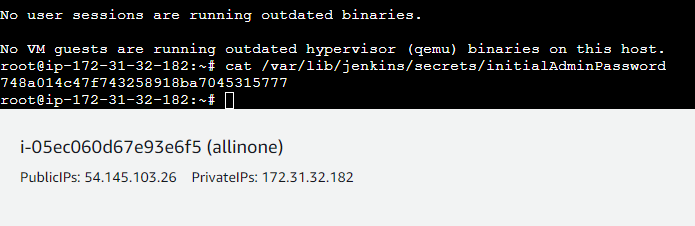 No user sessions are running outdated binaries.
No VM guests are running outdated hypervisor (qemu) binaries on this host.
root@ip-172-31-32-182:~# cat /var/lib/jenkins/secrets/initialAdminPassword
748a014c47f743258918ba7045315777
root@ip-172-31-32-182:~#
i-05ec060d67e93e6f5 (allinone)
PublicIPs: 54.145.103.26 PrivateIPs: 172.31.32.182